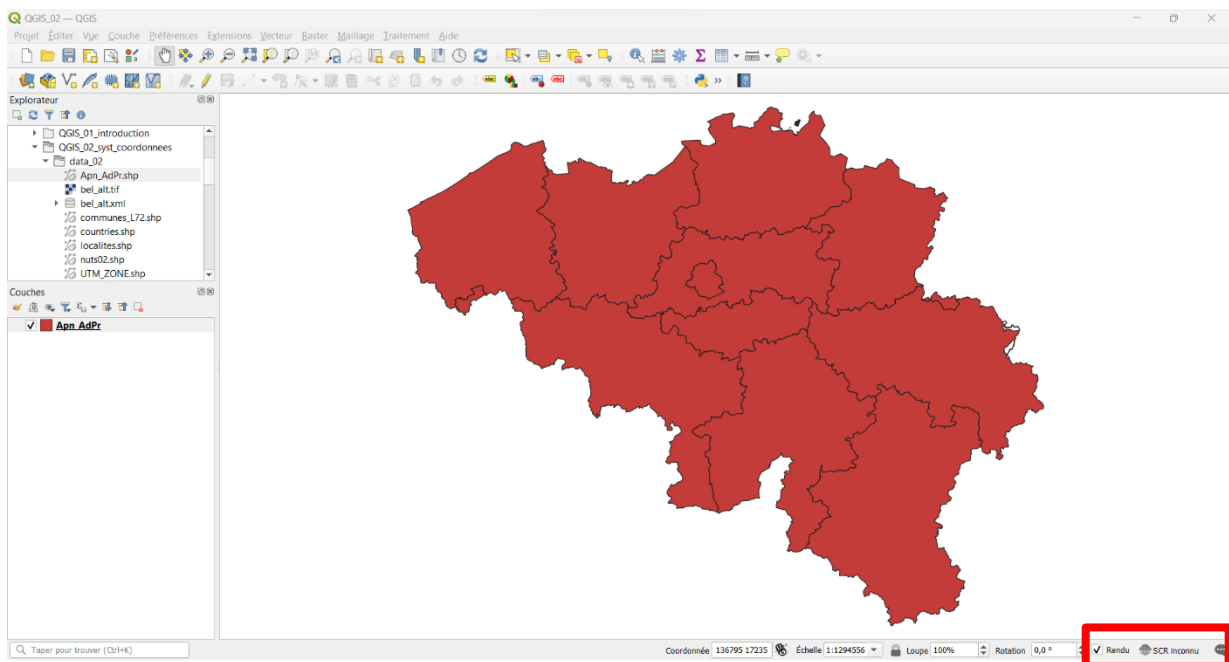 QGIS_02 — QGIS
Projet Éditer Vue Couche Préférences Extensions Vecteur Raster Maillage Traitement Aide
Explorateur
QGIS_01_introduction
QGIS_02_syst_coordonnees
data_02
Apn_AdPr.shp
bel_alt.tif
bel_alt.xml
communes_L72.shp
countries.shp
localites.shp
nuts02.shp
UTM_ZONE.shp
Couches
Apn_AdPr
Taper pour trouver (Ctrl+K) Coordonnée 136795 17235 Échelle 1:1294556 Loupe 100% Rotation 0,0 ° Rendu SCR inconnu